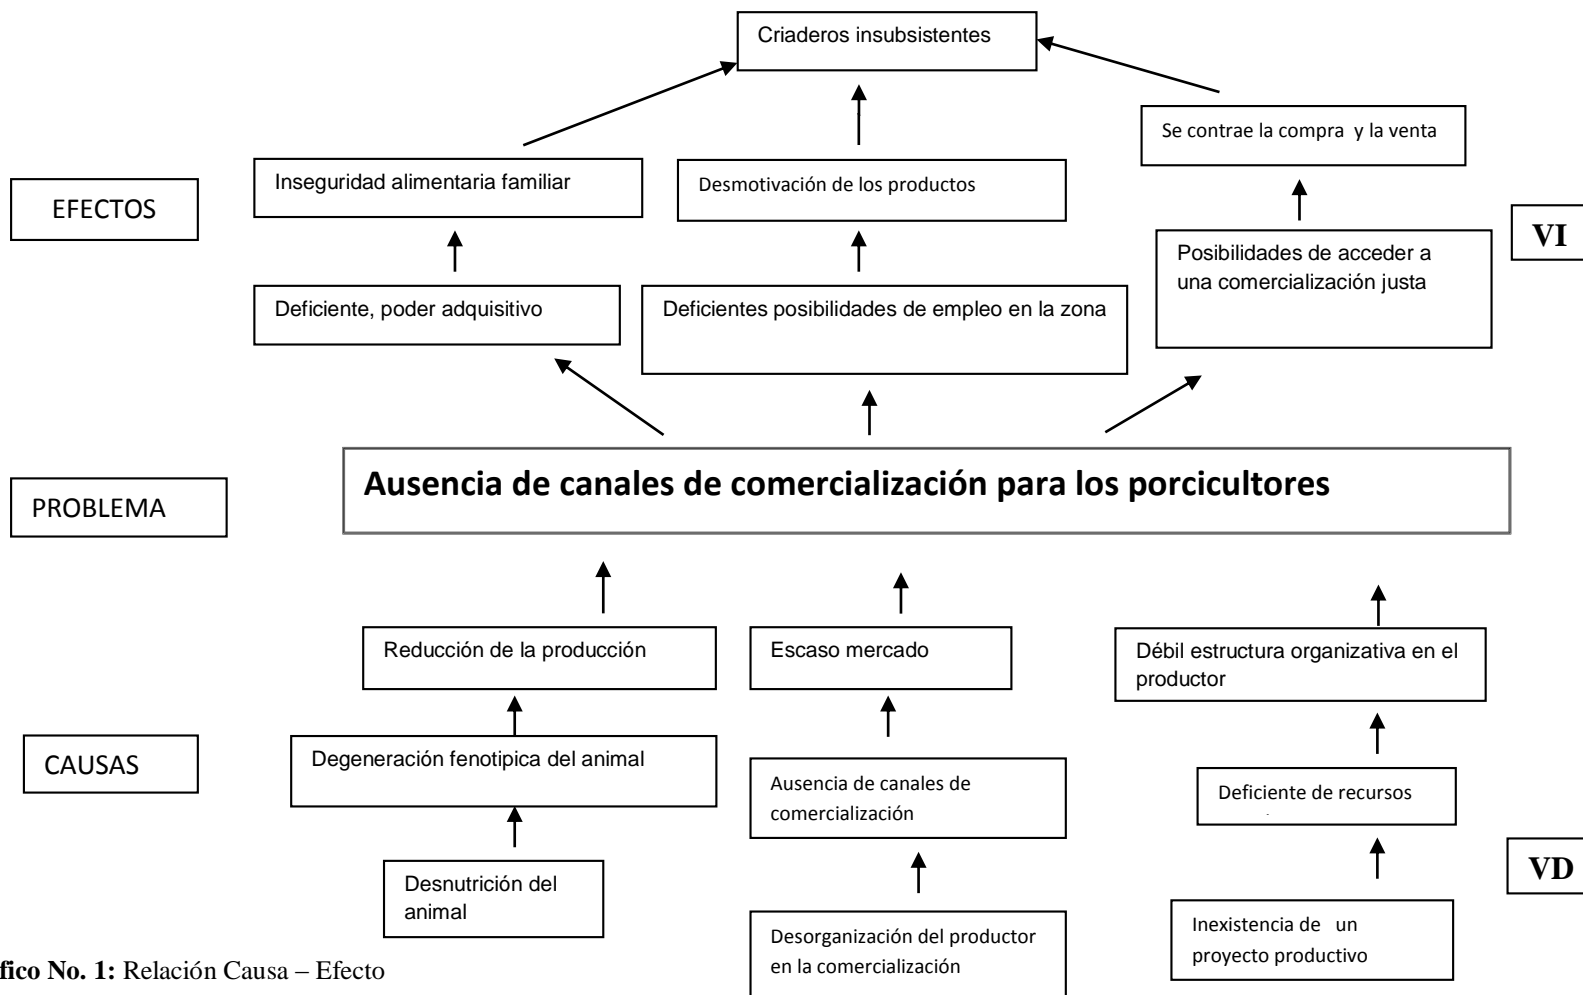 Criaderos insubsistentes
Se contrae la compra y la venta
Inseguridad alimentaria familiar
Desmotivación de los productos
EFECTOS
VI
Posibilidades de acceder a
una comercialización justa
Deficiente, poder adquisitivo
Deficientes posibilidades de empleo en la zona
Ausencia de canales de comercialización para los porcicultores
PROBLEMA
Reducción de la producción
Escaso mercado
Débil estructura organizativa en el
productor
CAUSAS
Degeneración fenotipica del animal
Ausencia de canales de
comercialización
Deficiente de recursos
VD
Desnutrición del
animal
Desorganización del productor
en la comercialización
Inexistencia de un
proyecto productivo
fico No. 1: Relación Causa – Efecto